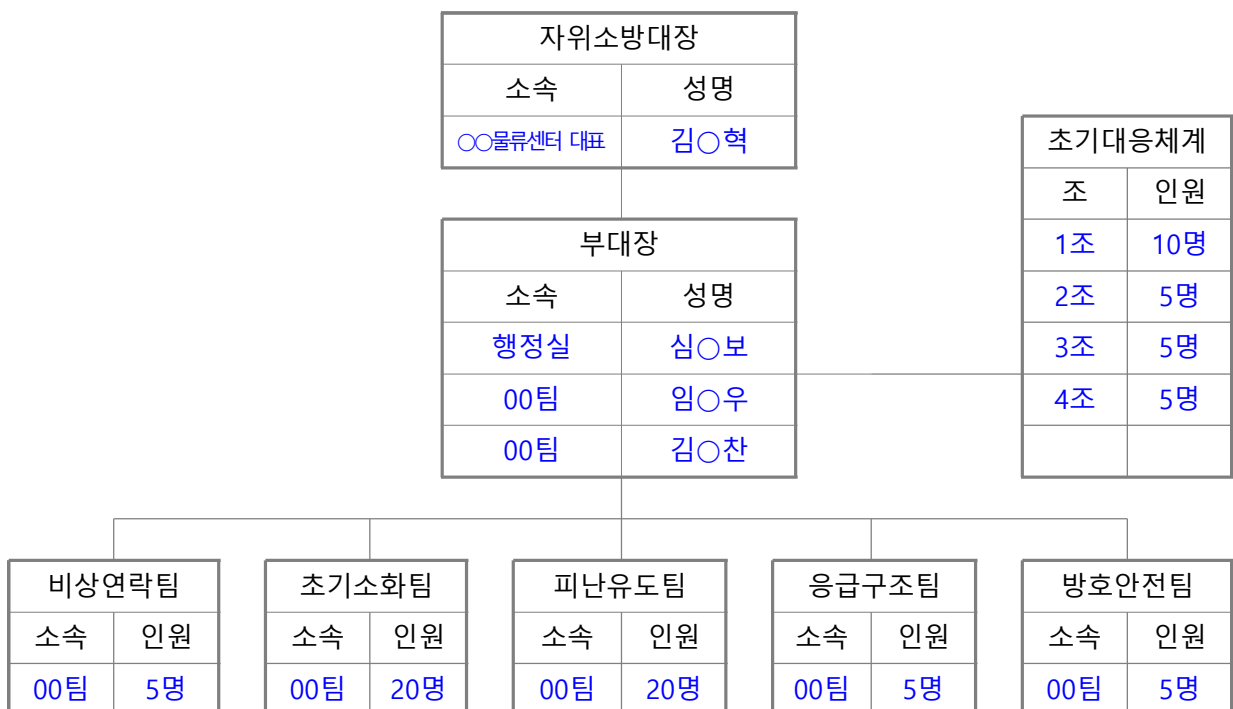 자위소방대장
소속 성명
○○물류센터 대표 김○혁
초기대응체계
조 인원
1조 10명
2조 5명
3조 5명
4조 5명
부대장
소속 성명
행정실 심○보
00팀 임○우
00팀 김○찬
비상연락팀
소속 인원
00팀 5명
초기소화팀
소속 인원
00팀 20명
피난유도팀
소속 인원
00팀 20명
응급구조팀
소속 인원
00팀 5명
방호안전팀
소속 인원
00팀 5명